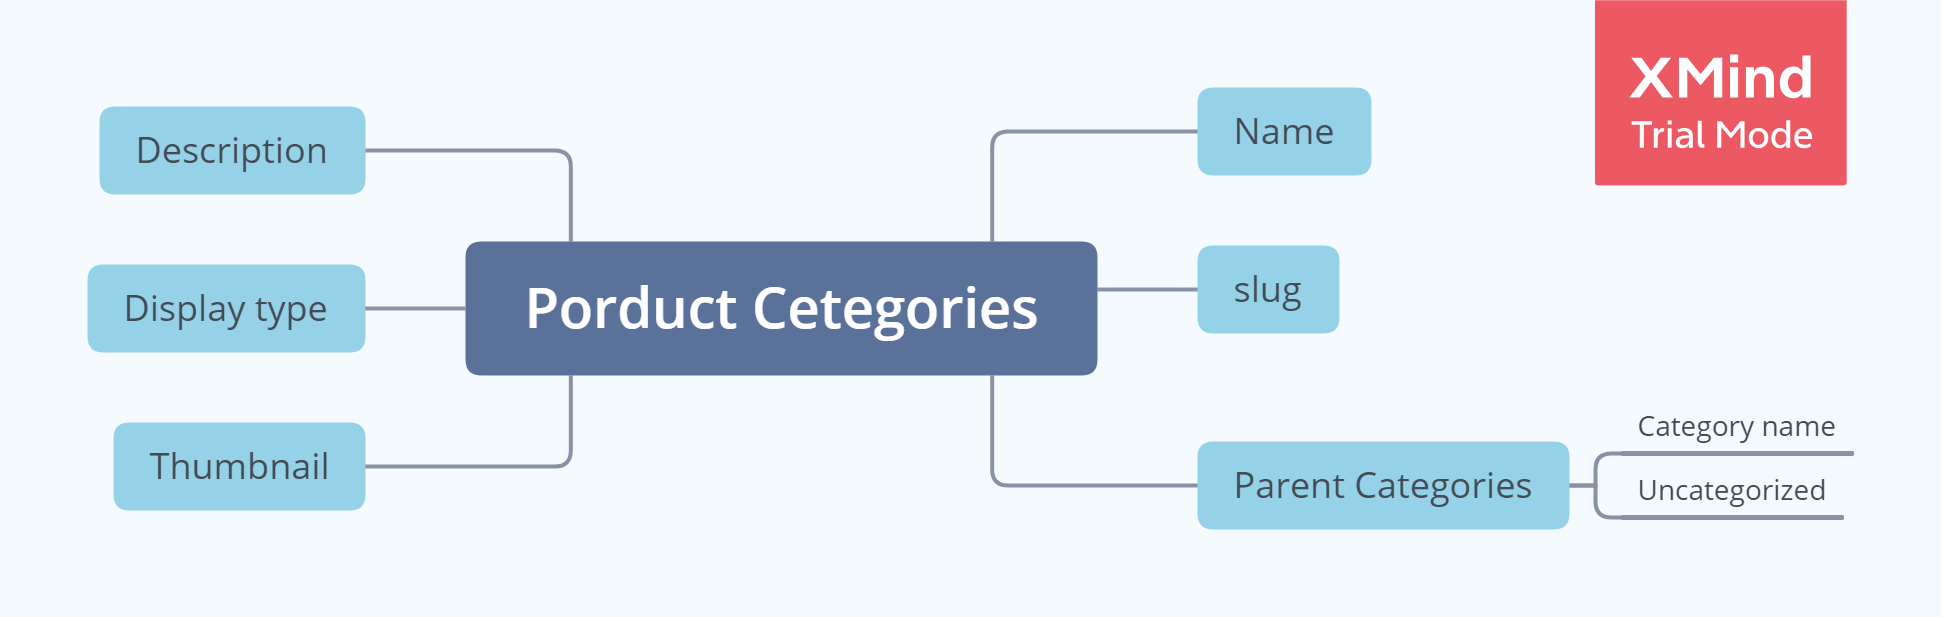 XMind
Trial Mode
Description
Name
Display type
Porduct Cetegories
slug
Thumbnail
Parent Categories
Category name
Uncategorized